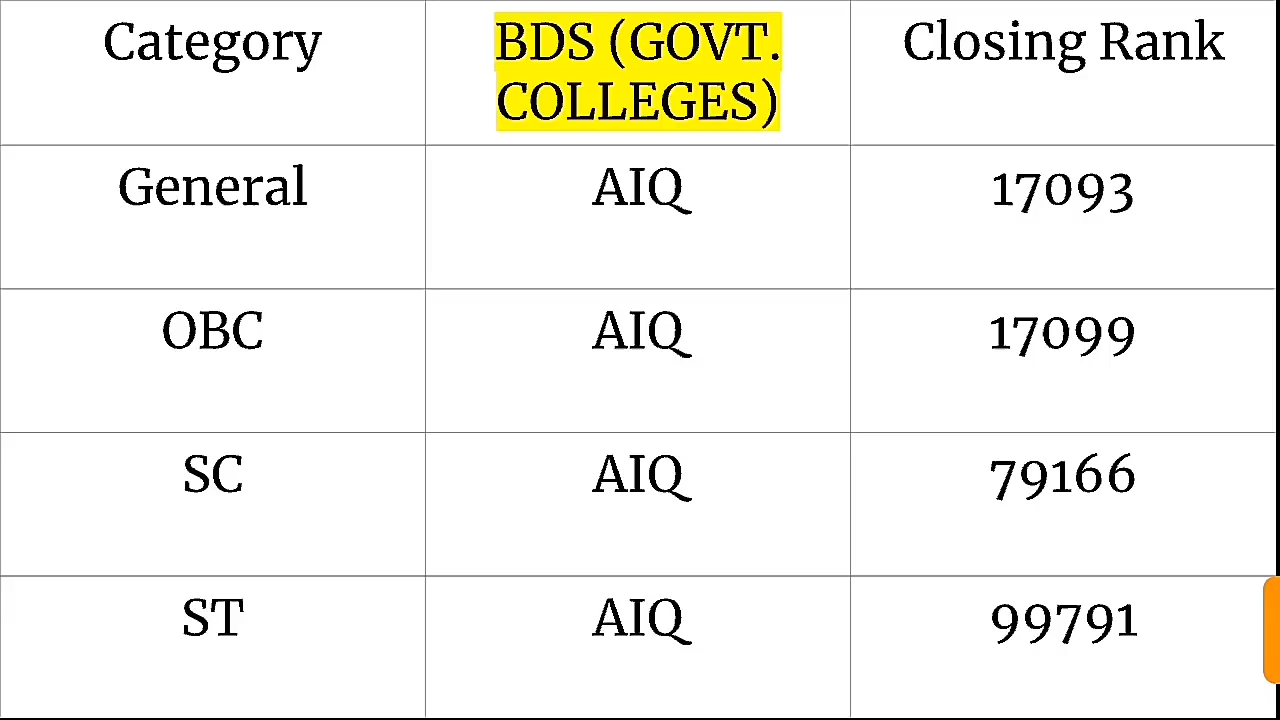 Category BDS (GOVT. COLLEGES) Closing Rank
General AIQ 17093
OBC AIQ 17099
SC AIQ 79166
ST AIQ 99791